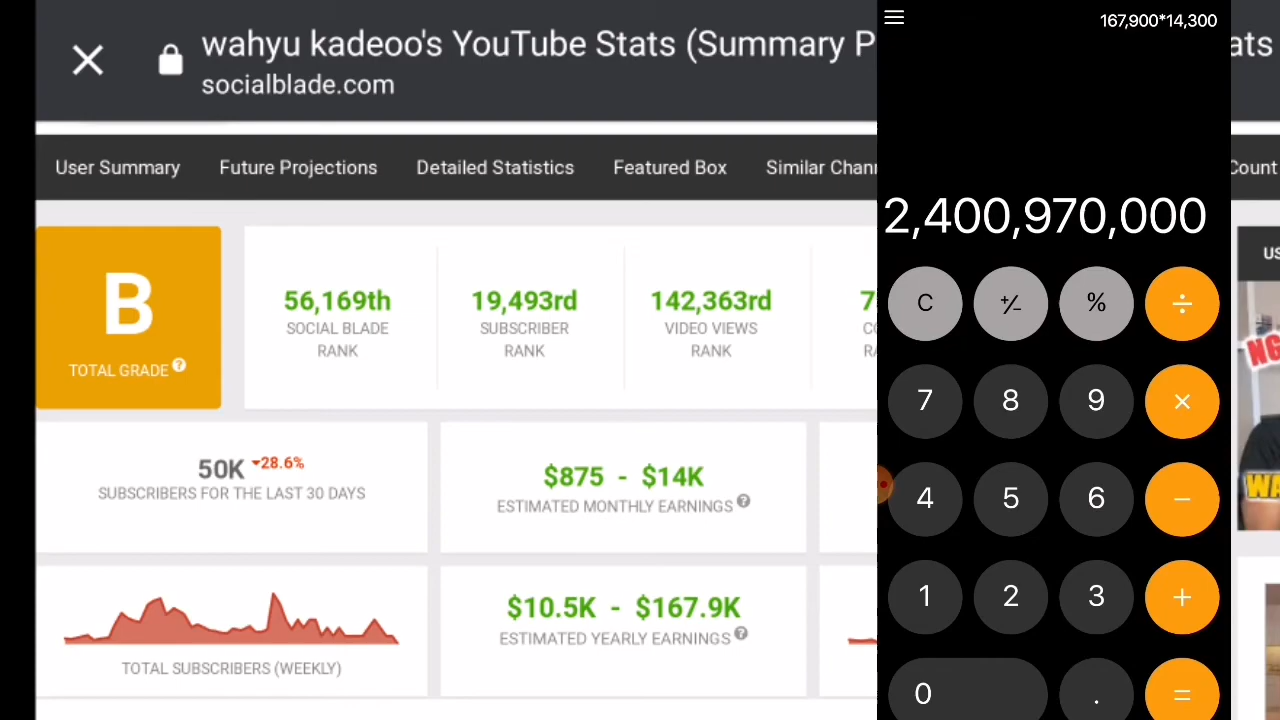 wahyu kadeoo's YouTube Stats (Summary P
ats
socialblade.com
167,900*14,300
2,400,970,000
User Summary
Future Projections
Detailed Statistics
Featured Box
Similar Chann
Count
B
TOTAL GRADE ?
56,169th
SOCIAL BLADE
RANK
19,493rd
SUBSCRIBER
RANK
142,363rd
VIDEO VIEWS
RANK
50K 28.6%
SUBSCRIBERS FOR THE LAST 30 DAYS
$875 - $14K
ESTIMATED MONTHLY EARNINGS ?
TOTAL SUBSCRIBERS (WEEKLY)
$10.5K - $167.9K
ESTIMATED YEARLY EARNINGS ?
C +/− % ÷
7 8 9 ×
4 5 6 −
1 2 3 +
0 . =
US
NG
WA